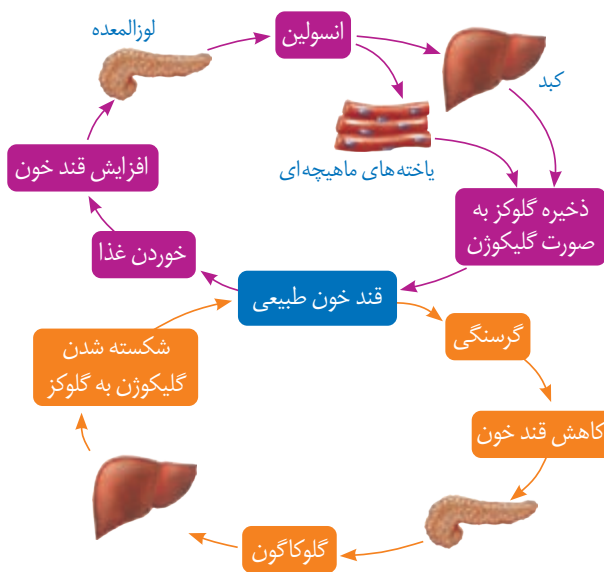 لوزالمعده
انسولین
کبد
یاخته‌های ماهیچه‌ای
افزایش قند خون
ذخیره گلوکز به
صورت گلیکوژن
خوردن غذا
قند خون طبیعی
گرسنگی
شکسته شدن
گلیکوژن به گلوکز
کاهش قند خون
گلوکاگون